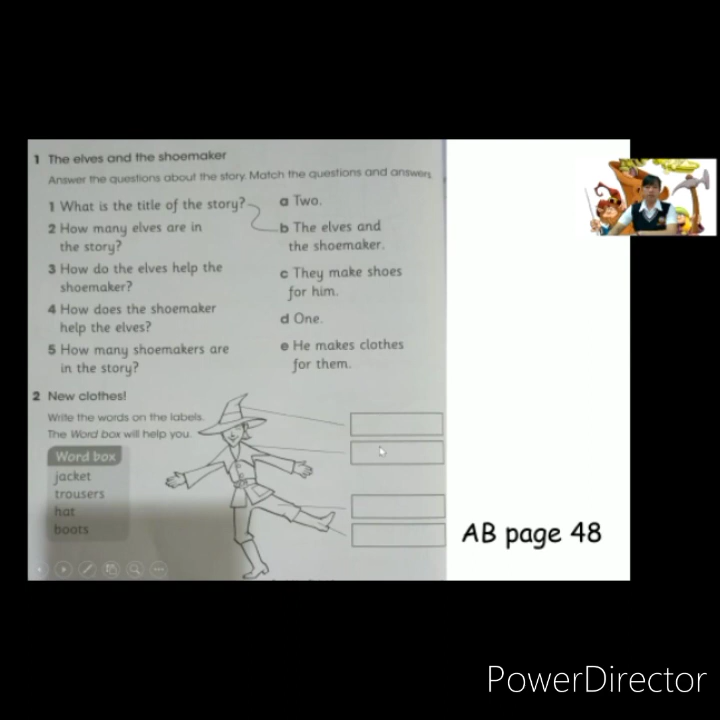 1 The elves and the shoemaker
Answer the questions about the story. Match the questions and answers.
1 What is the title of the story?
2 How many elves are in
the story?
3 How do the elves help the
shoemaker?
4 How does the shoemaker
help the elves?
5 How many shoemakers are
in the story?
a Two.
b The elves and
the shoemaker.
c They make shoes
for him.
d One.
e He makes clothes
for them.
2 New clothes!
Write the words on the labels.
The Word box will help you.
Word box
jacket
trousers
hat
boots
AB page 48
PowerDirector